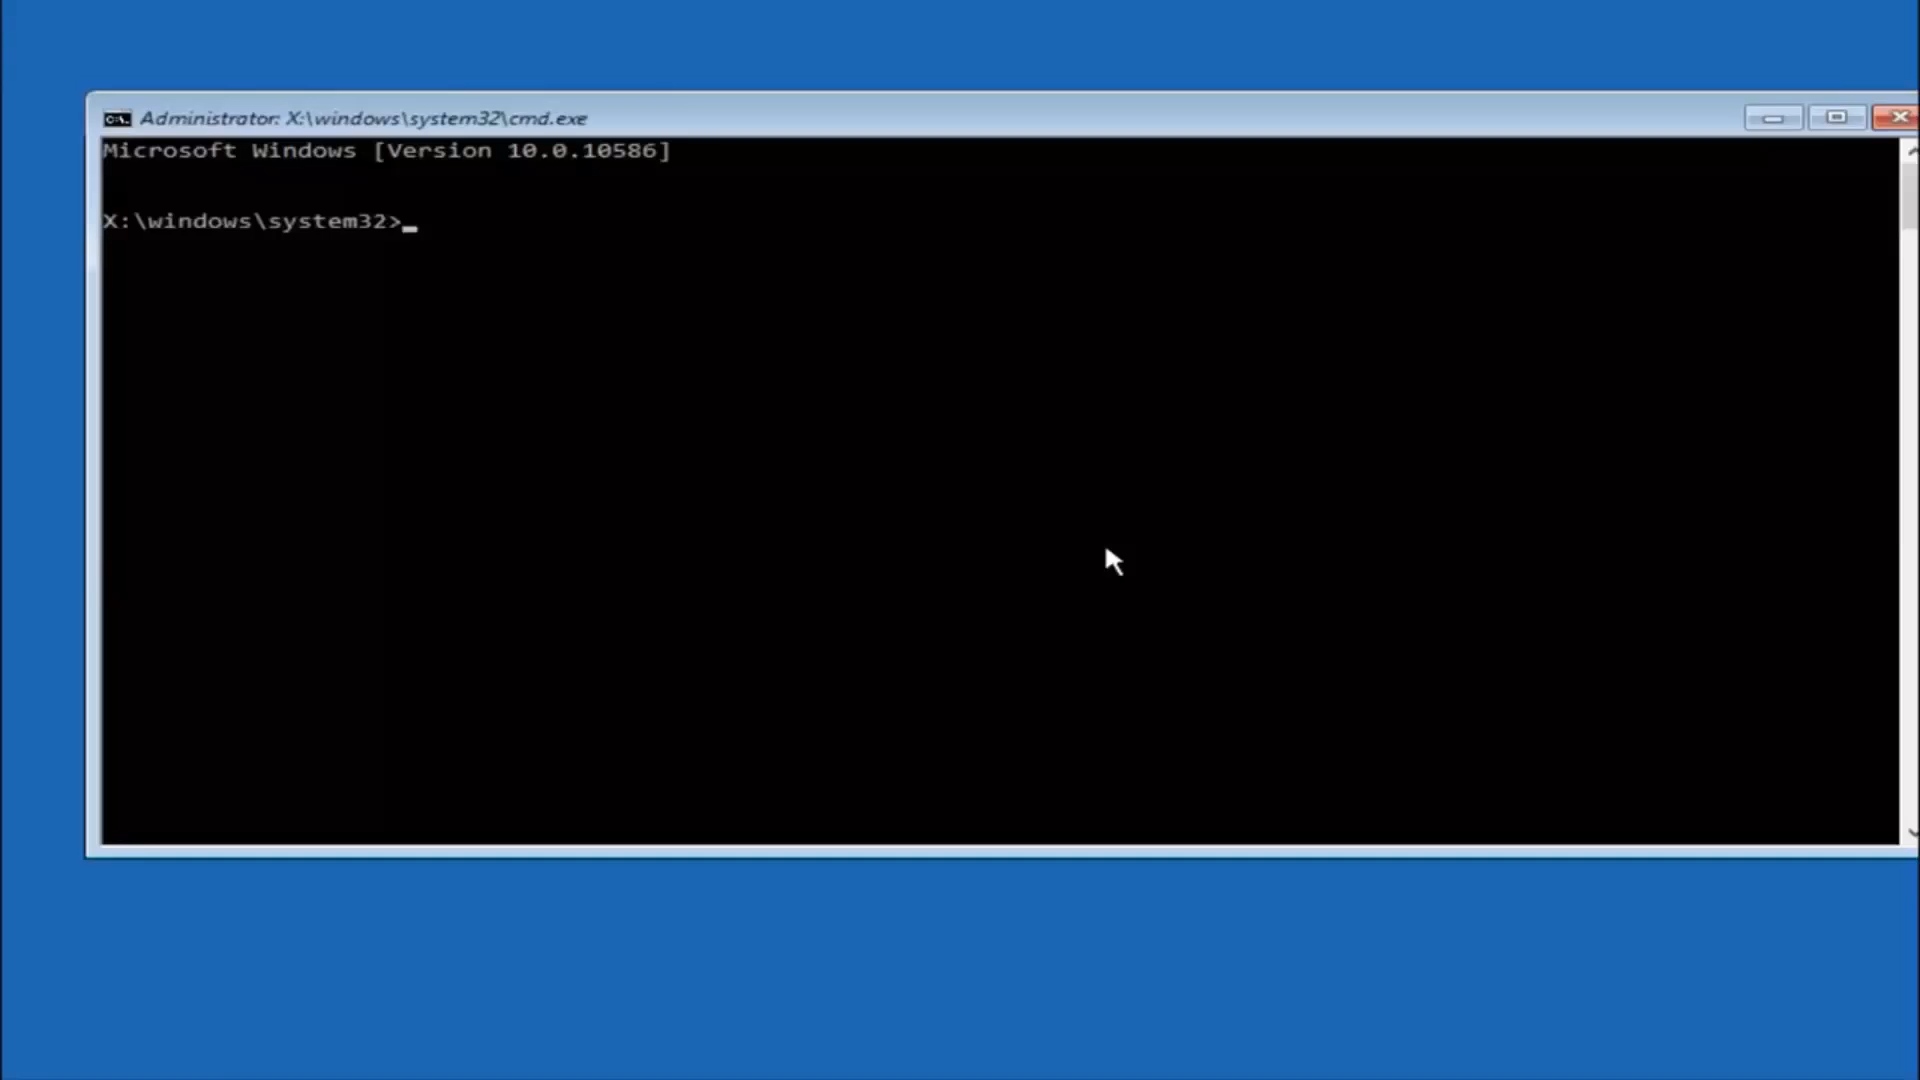 Administrator: X:\windows\system32\cmd.exe
Microsoft Windows [Version 10.0.10586]
X:\windows\system32>_